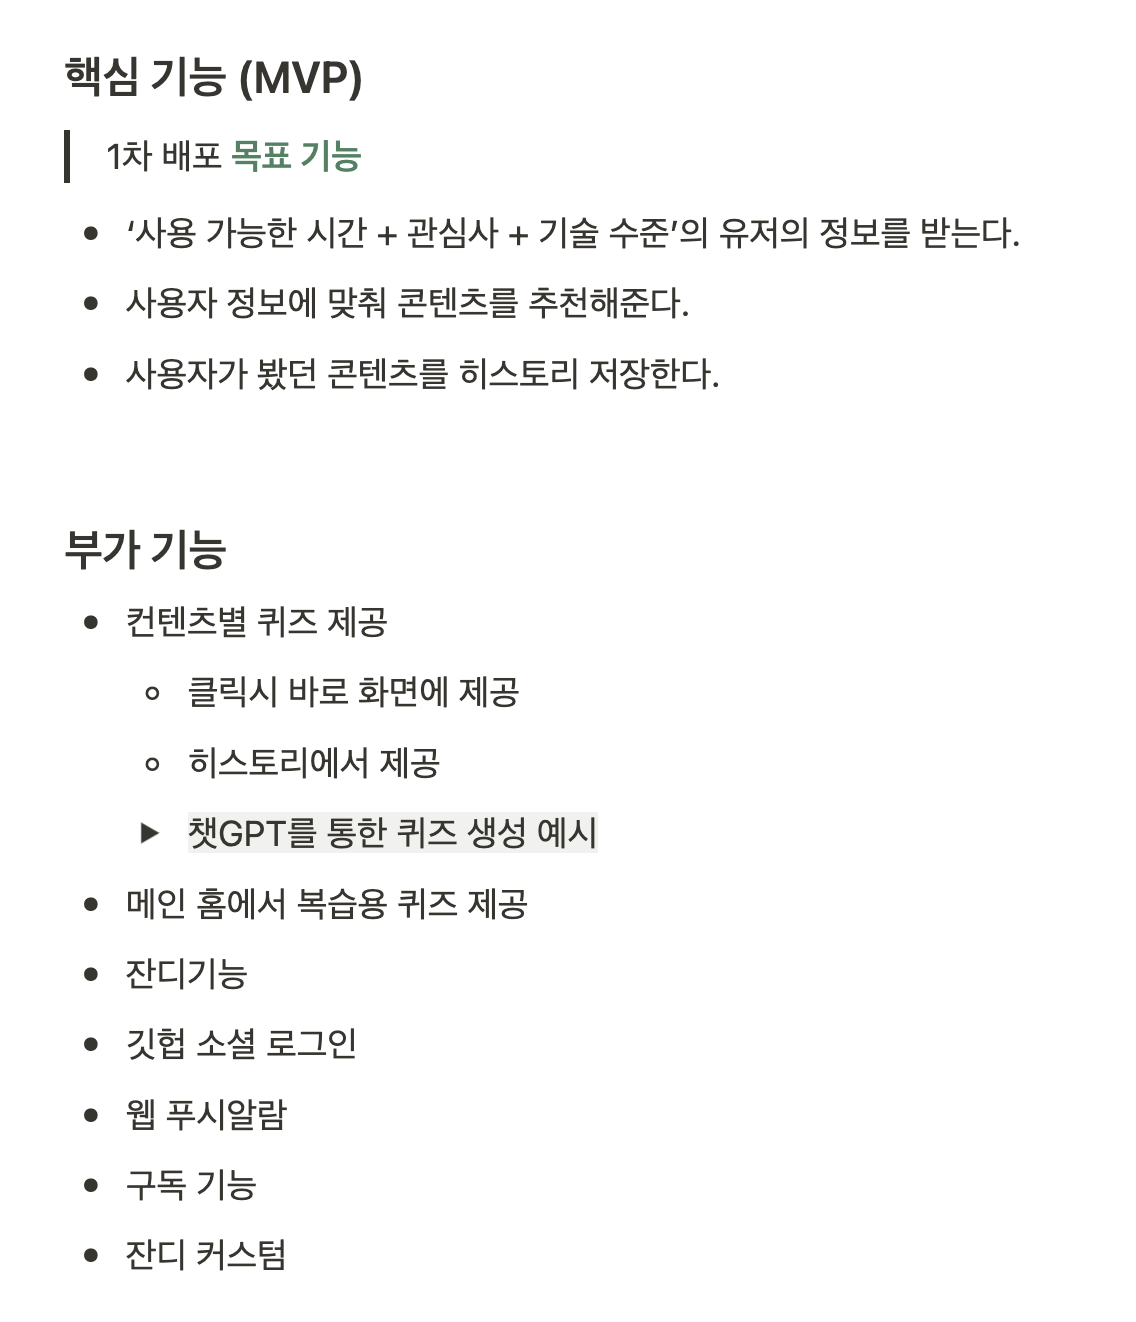 핵심 기능 (MVP)
1차 배포 목표 기능
‘사용 가능한 시간 + 관심사 + 기술 수준’의 유저의 정보를 받는다.
사용자 정보에 맞춰 콘텐츠를 추천해준다.
사용자가 봤던 콘텐츠를 히스토리 저장한다.
부가 기능
컨텐츠별 퀴즈 제공
클릭시 바로 화면에 제공
히스토리에서 제공
챗GPT를 통한 퀴즈 생성 예시
메인 홈에서 복습용 퀴즈 제공
잔디기능
깃헙 소셜 로그인
웹 푸시알람
구독 기능
잔디 커스텀